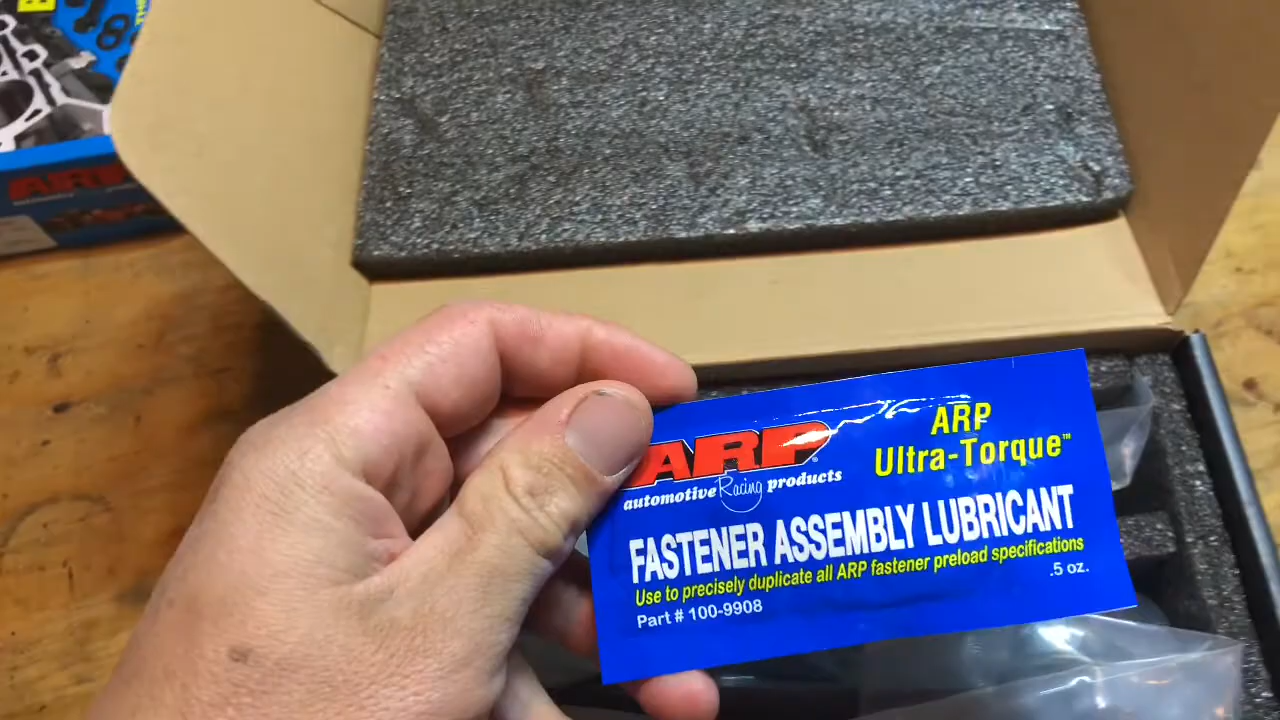 ARP
ARP
automotive Racing products
ARP
Ultra-Torque™
FASTENER ASSEMBLY LUBRICANT
Use to precisely duplicate all ARP fastener preload specifications
.5 oz.
Part # 100-9908